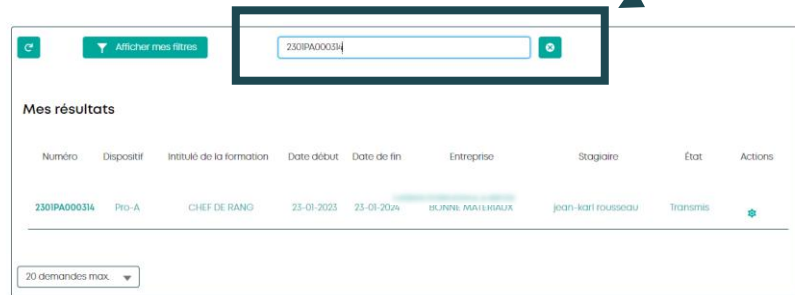 Afficher mes filtres 2301PA000314
Mes résultats
Numéro Dispositif Intitulé de la formation Date début Date de fin Entreprise Stagiaire État Actions
2301PA000314 Pro-A CHEF DE RANG 23-01-2023 23-01-2024 BONNE MATERIAUX jean-karl rousseau Transmis
20 demandes max.